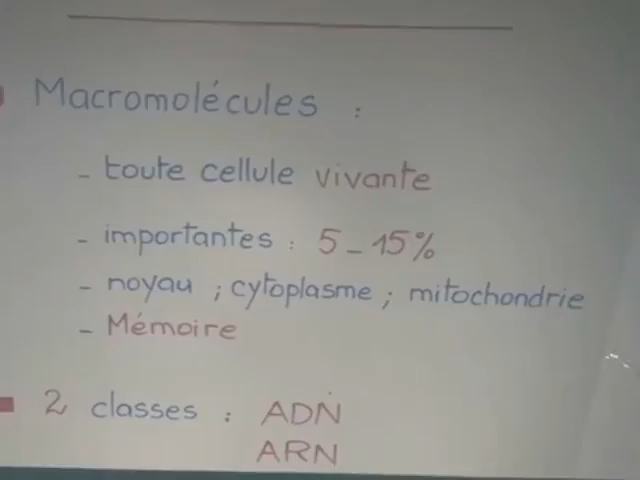 Macromolécules :
- toute cellule vivante
- importantes : 5 - 15%
- noyau ; cytoplasme ; mitochondrie
- Mémoire
2 classes : ADN
ARN